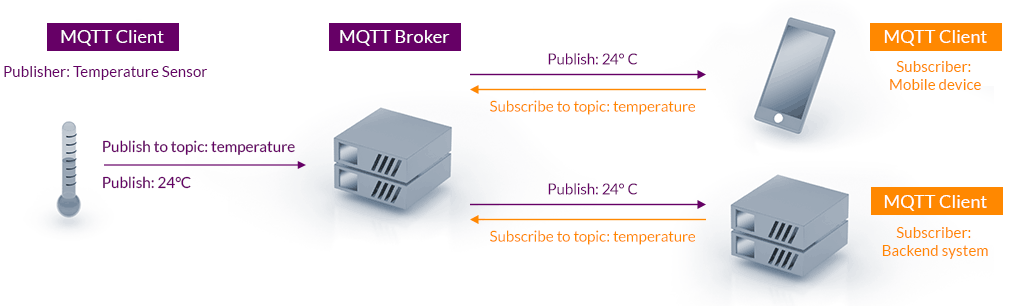 MQTT Client
Publisher: Temperature Sensor
Publish to topic: temperature
Publish: 24°C
MQTT Broker
Publish: 24° C
Subscribe to topic: temperature
MQTT Client
Subscriber:
Mobile device
Publish: 24° C
Subscribe to topic: temperature
MQTT Client
Subscriber:
Backend system